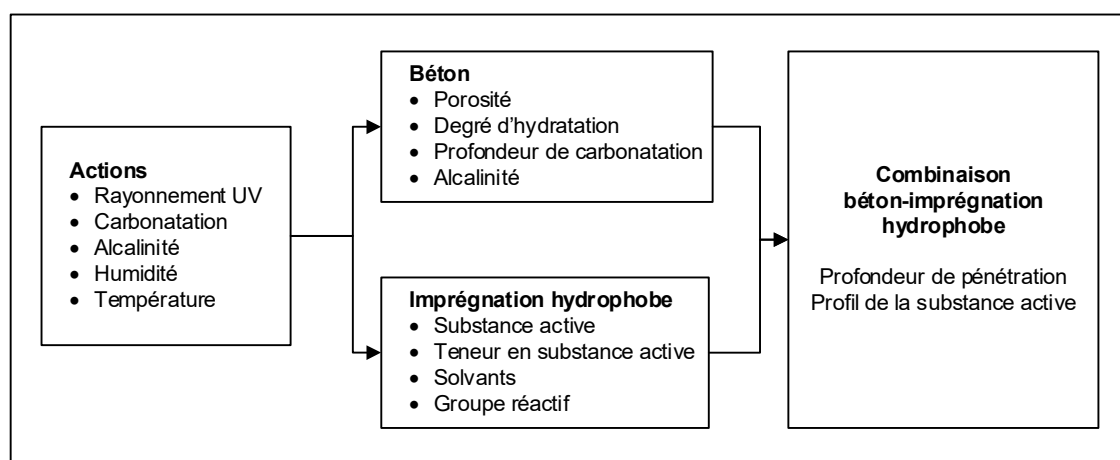 Actions
• Rayonnement UV
• Carbonatation
• Alcalinité
• Humidité
• Température
Béton
• Porosité
• Degré d'hydratation
• Profondeur de carbonatation
• Alcalinité
Imprégnation hydrophobe
• Substance active
• Teneur en substance active
• Solvants
• Groupe réactif
Combinaison
béton-imprégnation
hydrophobe
Profondeur de pénétration
Profil de la substance active